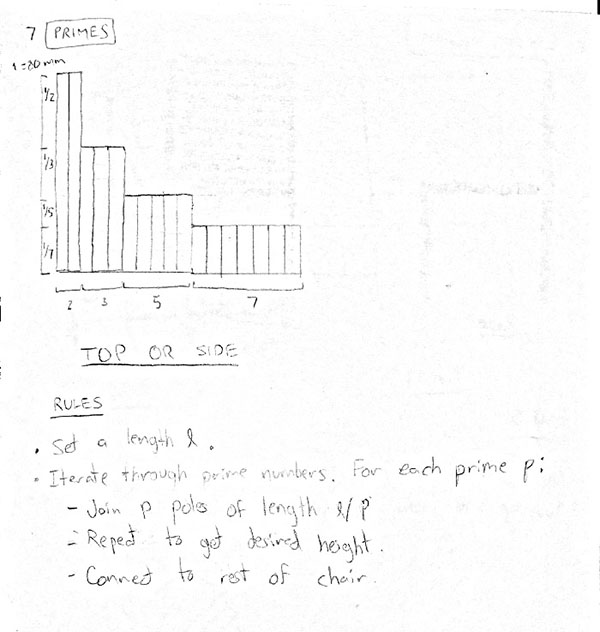 7 PRIMES
1=80 mm
1/2
1/3
1/5
1/7
2 3 5 7
TOP OR SIDE
RULES
• Set a length l.
• Iterate through prime numbers. For each prime p:
- Join p poles of length l/p
- Repeat to get desired height.
- Connect to rest of chair.